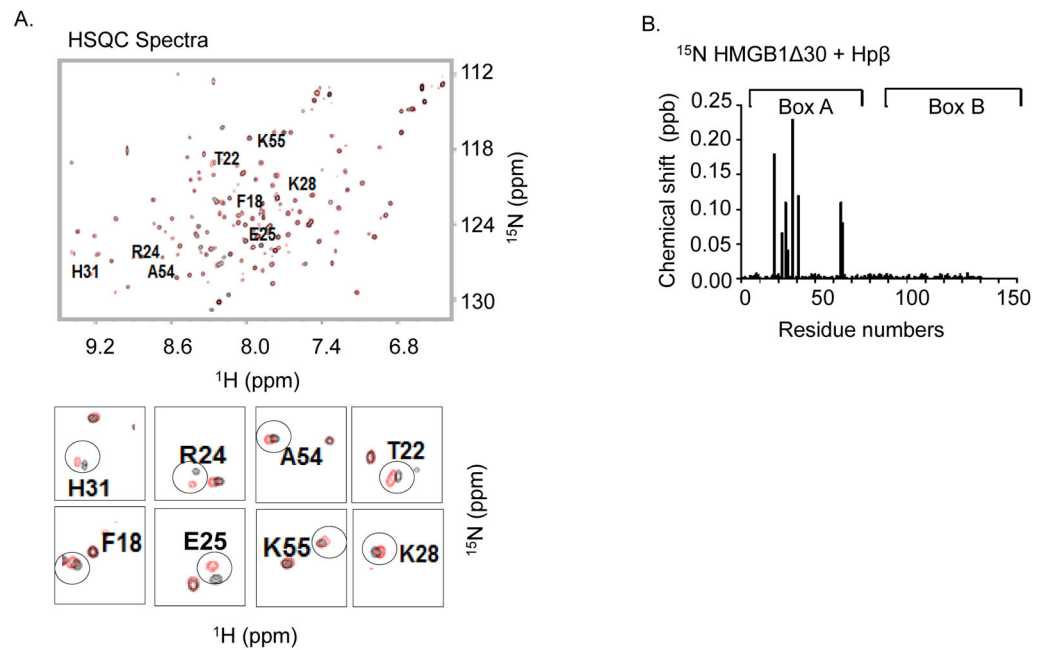 A.
HSQC Spectra
112
118
124
130
¹⁵N (ppm)
K55
T22
K28
F18
E25
R24
H31
A54
9.2 8.6 8.0 7.4 6.8
¹H (ppm)
R24
A54
T22
H31
F18
E25
K55
K28
¹⁵N (ppm)
¹H (ppm)
B.
¹⁵N HMGB1Δ30 + Hpβ
Box A Box B
Chemical shift (ppb)
0.25
0.20
0.15
0.10
0.05
0.00
0 50 100 150
Residue numbers